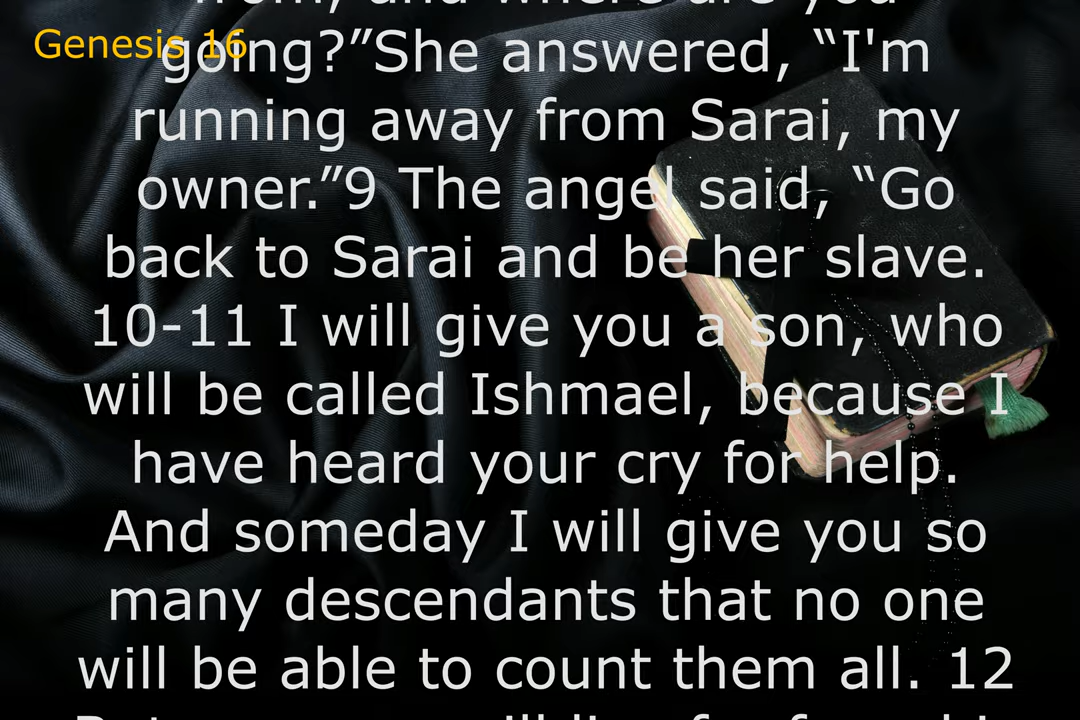 from, and where are you
Genesis 16
going?”She answered, “I'm
running away from Sarai, my
owner.”9 The angel said, “Go
back to Sarai and be her slave.
10-11 I will give you a son, who
will be called Ishmael, because I
have heard your cry for help.
And someday I will give you so
many descendants that no one
will be able to count them all. 12